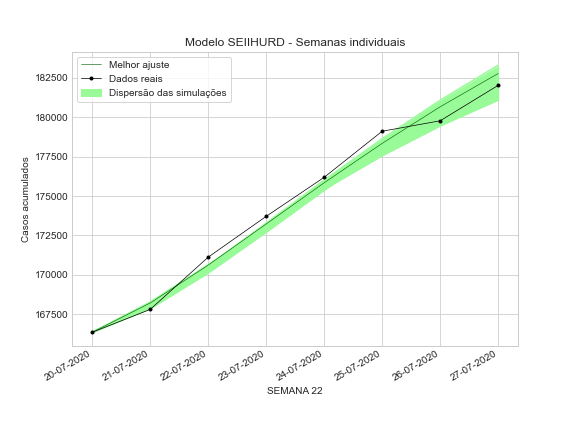 Modelo SEIIHURD - Semanas individuais
Melhor ajuste
Dados reais
Dispersão das simulações
Casos acumulados
182500
180000
177500
175000
172500
170000
167500
20-07-2020
21-07-2020
22-07-2020
23-07-2020
24-07-2020
25-07-2020
26-07-2020
27-07-2020
SEMANA 22